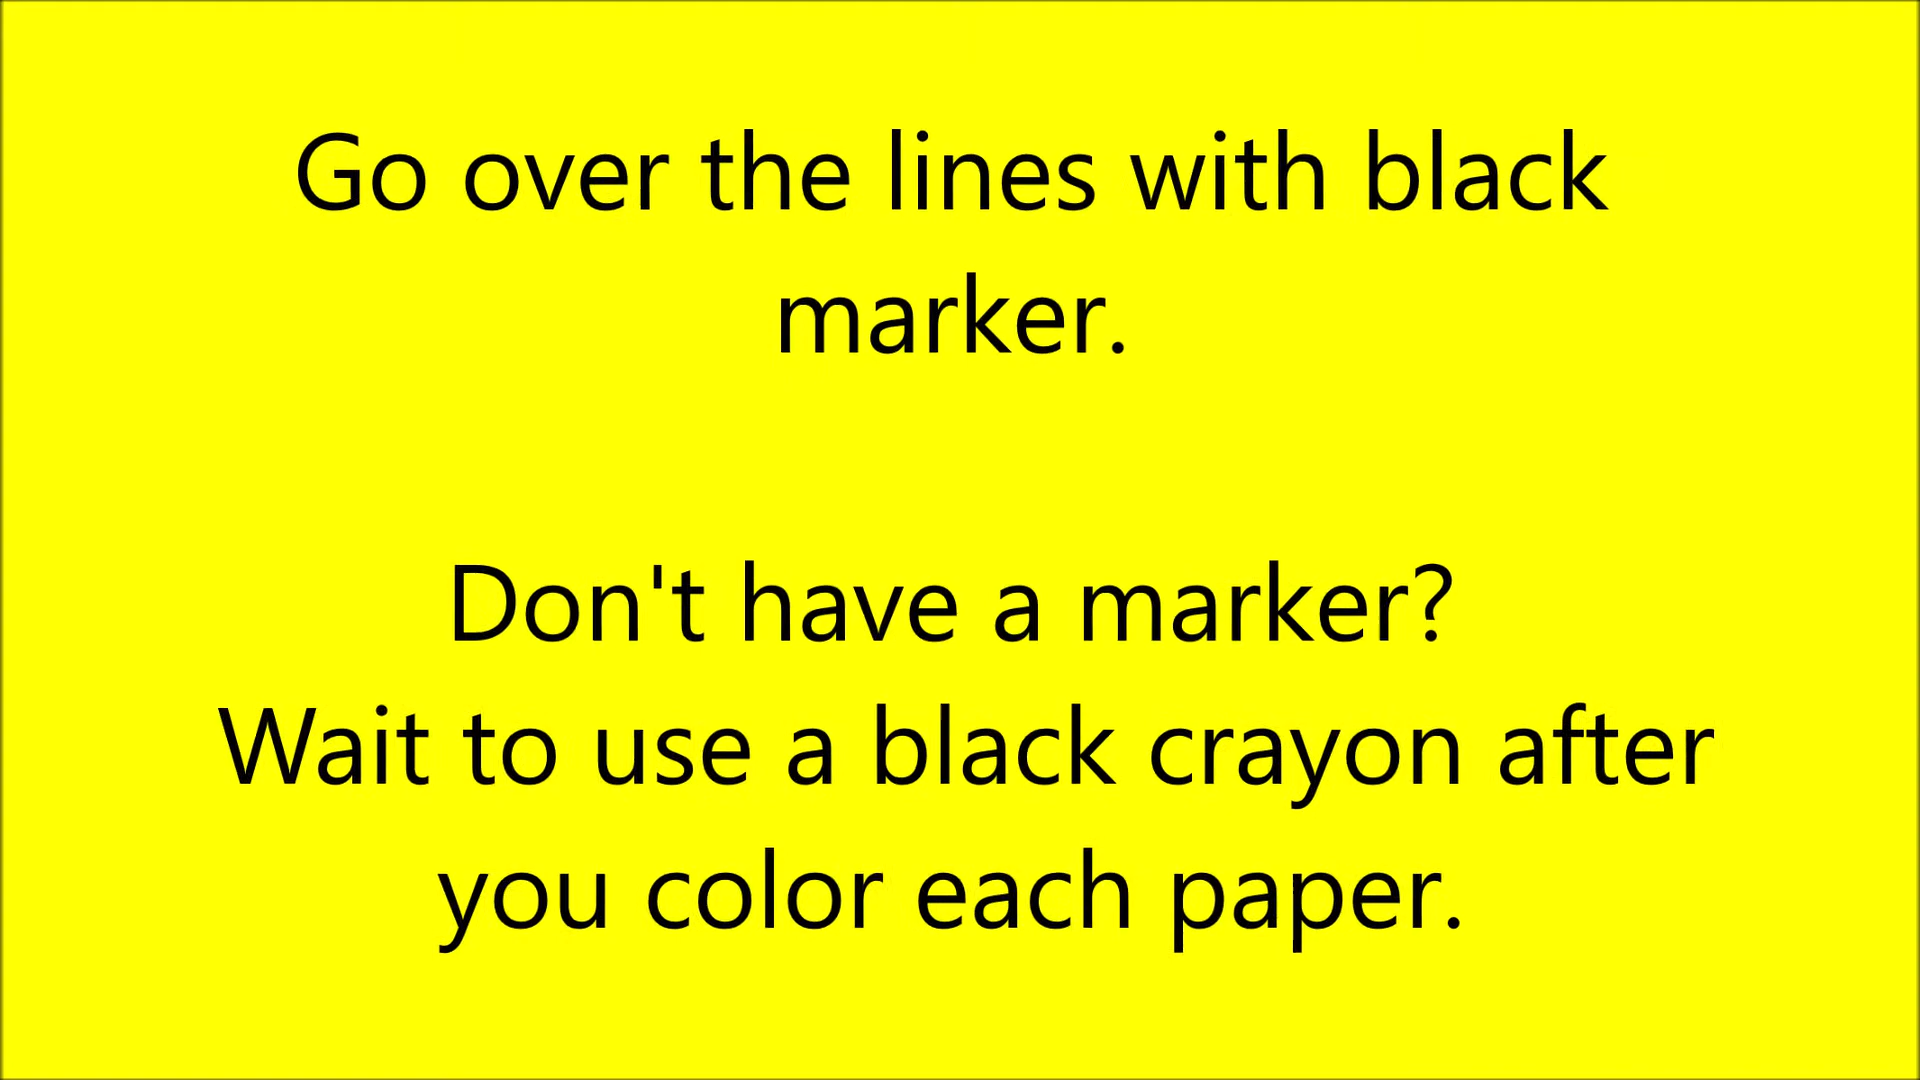 Go over the lines with black
marker.
Don't have a marker?
Wait to use a black crayon after
you color each paper.